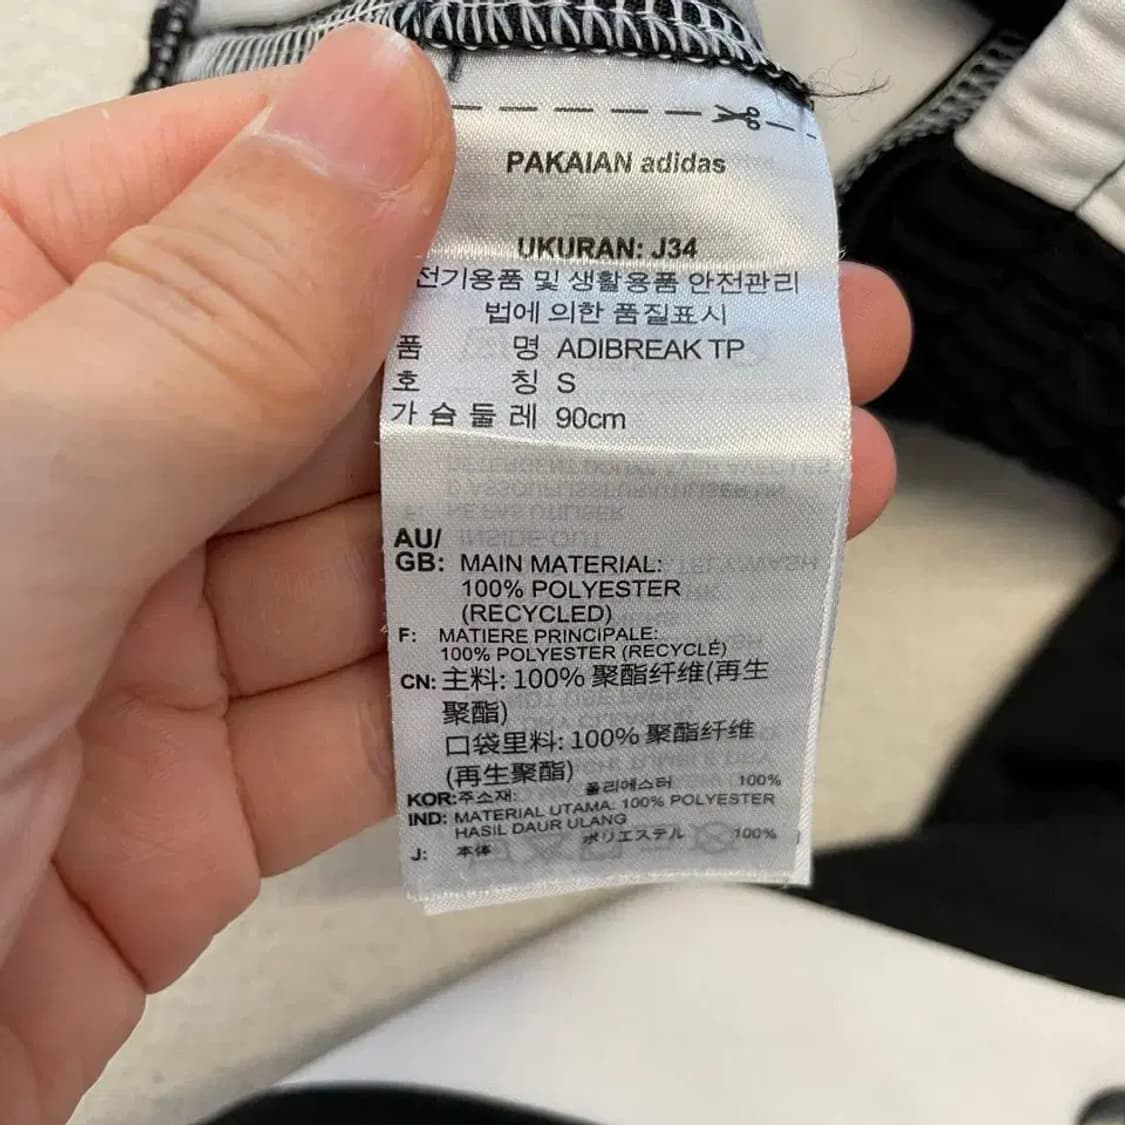 PAKAIAN adidas
UKURAN: J34
전기용품 및 생활용품 안전관리
법에 의한 품질표시
품 명 ADIBREAK TP
호 칭 S
가 슴 둘 레 90cm
AU/
GB: MAIN MATERIAL:
100% POLYESTER
(RECYCLED)
F: MATIERE PRINCIPALE:
100% POLYESTER (RECYCLÉ)
CN: 主料: 100% 聚酯纤维(再生
聚酯)
口袋里料: 100% 聚酯纤维
(再生聚酯)
KOR: 주소재: 폴리에스터 100%
IND: MATERIAL UTAMA: 100% POLYESTER
HASIL DAUR ULANG
J: 本体 ポリエステル 100%